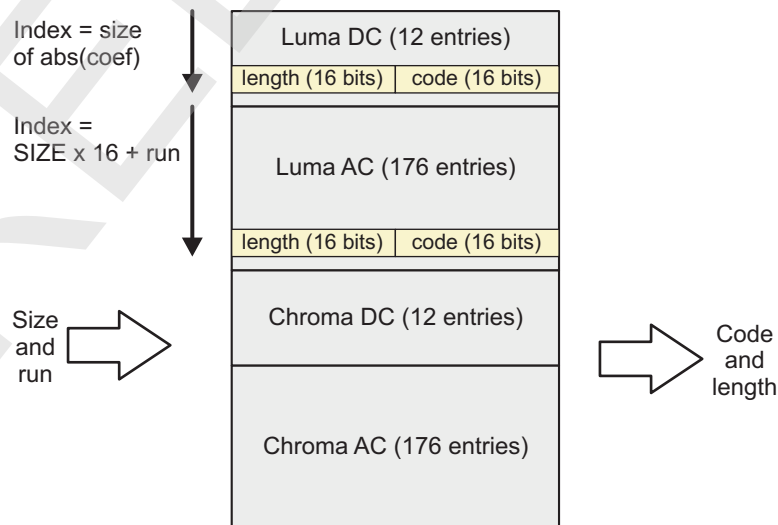 Index = size
of abs(coef)
Luma DC (12 entries)
length (16 bits) code (16 bits)
Index =
SIZE x 16 + run
Luma AC (176 entries)
length (16 bits) code (16 bits)
Size
and
run
Chroma DC (12 entries)
Code
and
length
Chroma AC (176 entries)